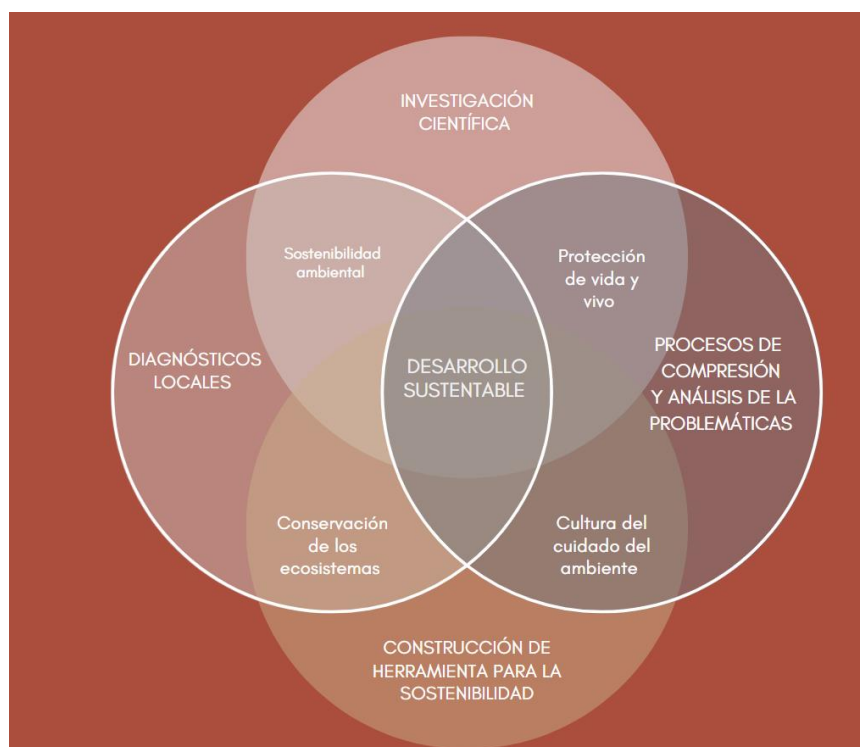 INVESTIGACIÓN
CIENTÍFICA
Sostenibilidad
ambiental
Protección
de vida y
vivo
DIAGNÓSTICOS
LOCALES
DESARROLLO
SUSTENTABLE
PROCESOS DE
COMPRESIÓN
Y ANÁLISIS DE LA
PROBLEMÁTICAS
Conservación
de los
ecosistemas
Cultura del
cuidado del
ambiente
CONSTRUCCIÓN DE
HERRAMIENTA PARA LA
SOSTENIBILIDAD